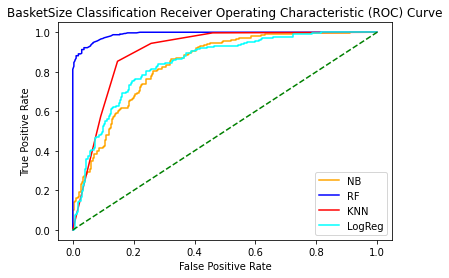 BasketSize Classification Receiver Operating Characteristic (ROC) Curve
1.0
0.8
0.6
0.4
0.2
0.0
True Positive Rate
NB
RF
KNN
LogReg
0.0 0.2 0.4 0.6 0.8 1.0
False Positive Rate